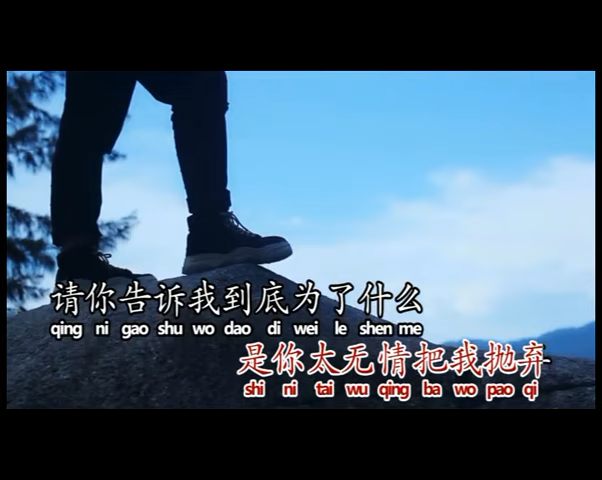 请你告诉我到底为了什么
qing ni gao shu wo dao di wei le shen me
是你太无情把我抛弃
shi ni tai wu qing ba wo pao qi